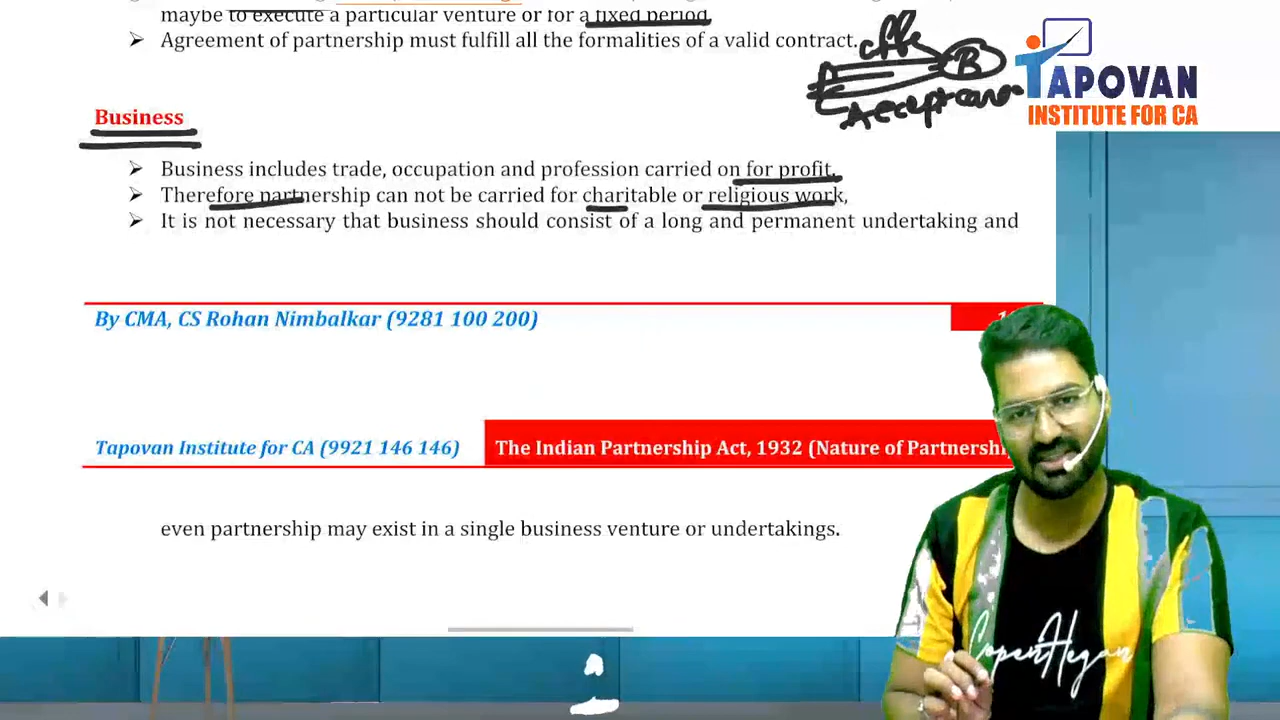 maybe to execute a particular venture or for a fixed period.
➢ Agreement of partnership must fulfill all the formalities of a valid contract.
B
Acceptance
TAPOVAN
INSTITUTE FOR CA
Business
➢ Business includes trade, occupation and profession carried on for profit.
➢ Therefore partnership can not be carried for charitable or religious work,
➢ It is not necessary that business should consist of a long and permanent undertaking and
By CMA, CS Rohan Nimbalkar (9281 100 200)
Tapovan Institute for CA (9921 146 146)
The Indian Partnership Act, 1932 (Nature of Partnership
even partnership may exist in a single business venture or undertakings.
CopenHegan